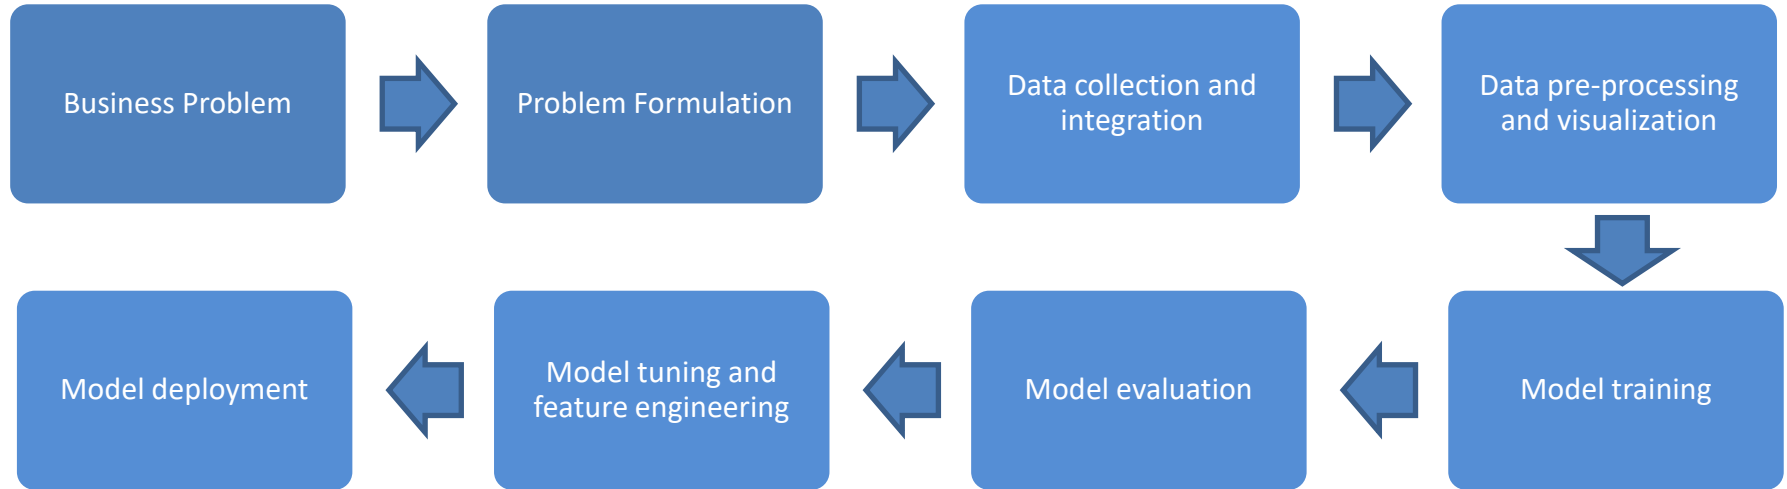 Business Problem
Problem Formulation
Data collection and
integration
Data pre-processing
and visualization
Model training
Model evaluation
Model tuning and
feature engineering
Model deployment